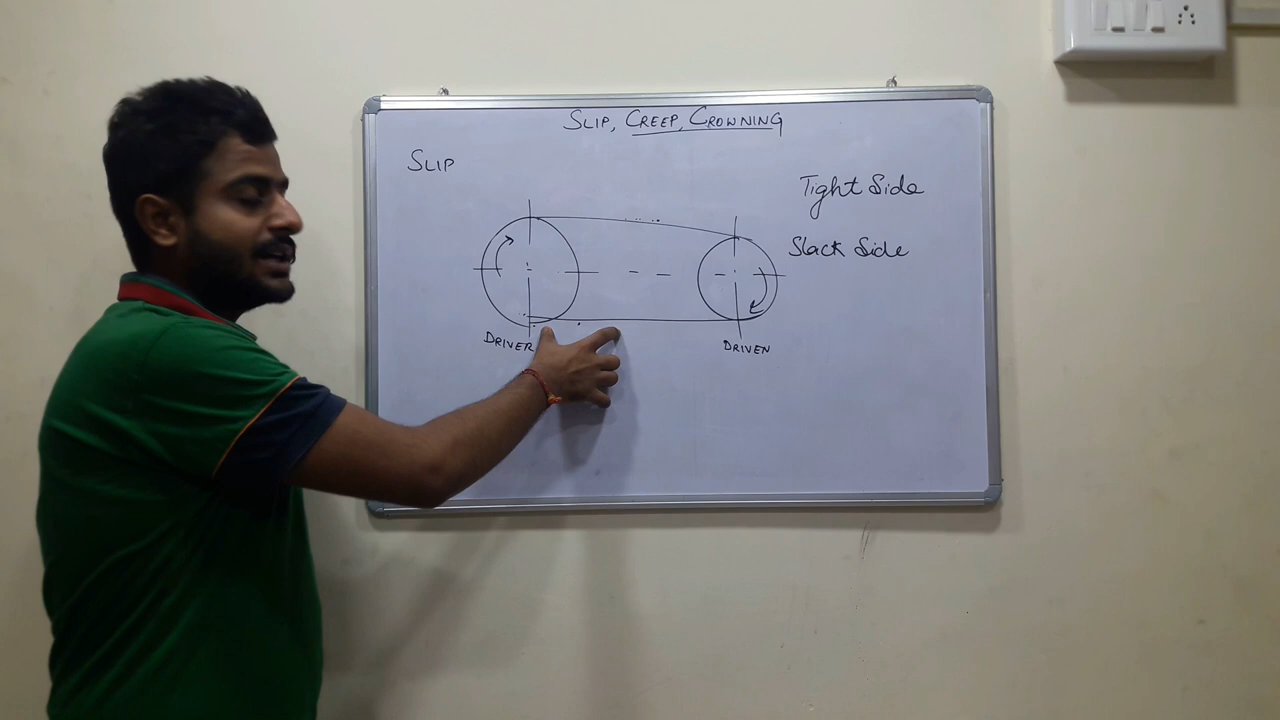 SLIP, CREEP, CROWNING
SLIP
Tight Side
Slack Side
DRIVER
DRIVEN